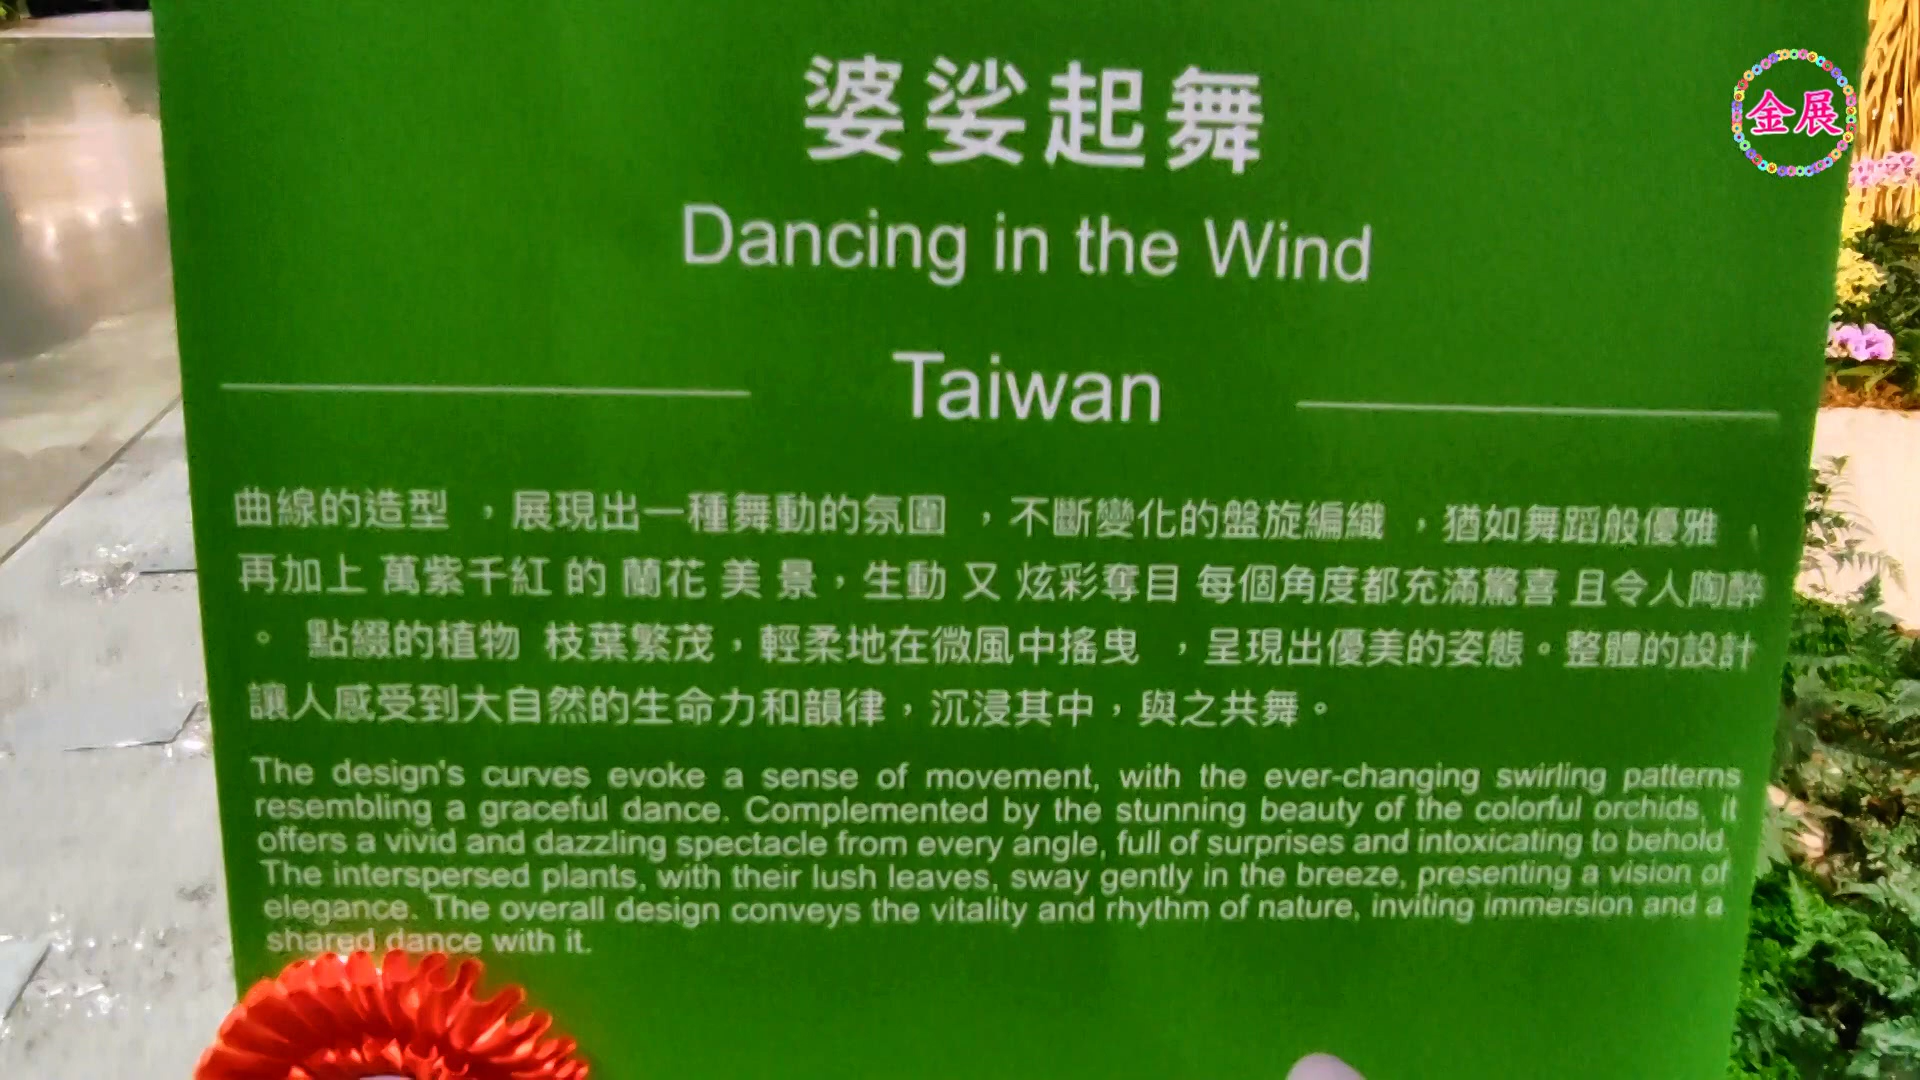 婆娑起舞
金展
Dancing in the Wind
Taiwan
曲線的造型 ，展現出一種舞動的氛圍 ，不斷變化的盤旋編織 ，猶如舞蹈般優雅 ，
再加上 萬紫千紅 的 蘭花 美 景，生動 又 炫彩奪目 每個角度都充滿驚喜 且令人陶醉
。 點綴的植物 枝葉繁茂，輕柔地在微風中搖曳 ，呈現出優美的姿態。整體的設計
讓人感受到大自然的生命力和韻律，沉浸其中，與之共舞。
The design's curves evoke a sense of movement, with the ever-changing swirling patterns
resembling a graceful dance. Complemented by the stunning beauty of the colorful orchids, it
offers a vivid and dazzling spectacle from every angle, full of surprises and intoxicating to behold.
The interspersed plants, with their lush leaves, sway gently in the breeze, presenting a vision of
elegance. The overall design conveys the vitality and rhythm of nature, inviting immersion and a
shared dance with it.